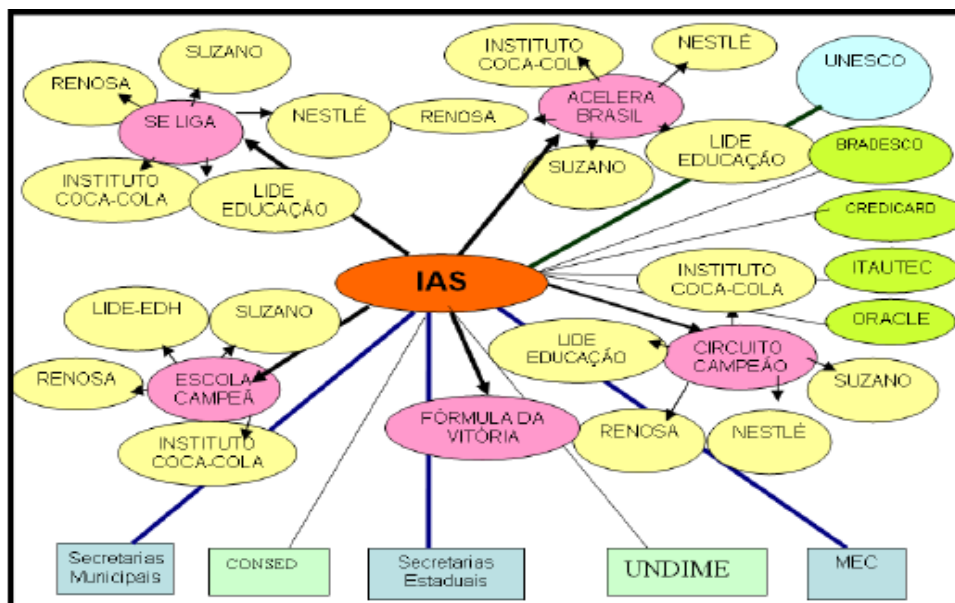 SUZANO
RENOSA
SE LIGA
NESTLÉ
INSTITUTO
COCA-COLA
LIDE
EDUCAÇÃO
INSTITUTO
COCA-COLA
NESTLÉ
ACELERA
BRASIL
RENOSA
SUZANO
LIDE
EDUCAÇÃO
UNESCO
BRADESCO
CREDICARD
ITAUTEC
ORACLE
IAS
INSTITUTO
COCA-COLA
LIDE
EDUCAÇÃO
CIRCUITO
CAMPEÃO
SUZANO
RENOSA
NESTLÉ
LIDE-EDH
SUZANO
RENOSA
ESCOLA
CAMPEÃ
INSTITUTO
COCA-COLA
FÓRMULA DA
VITÓRIA
Secretarias
Municipais
CONSED
Secretarias
Estaduais
UNDIME
MEC